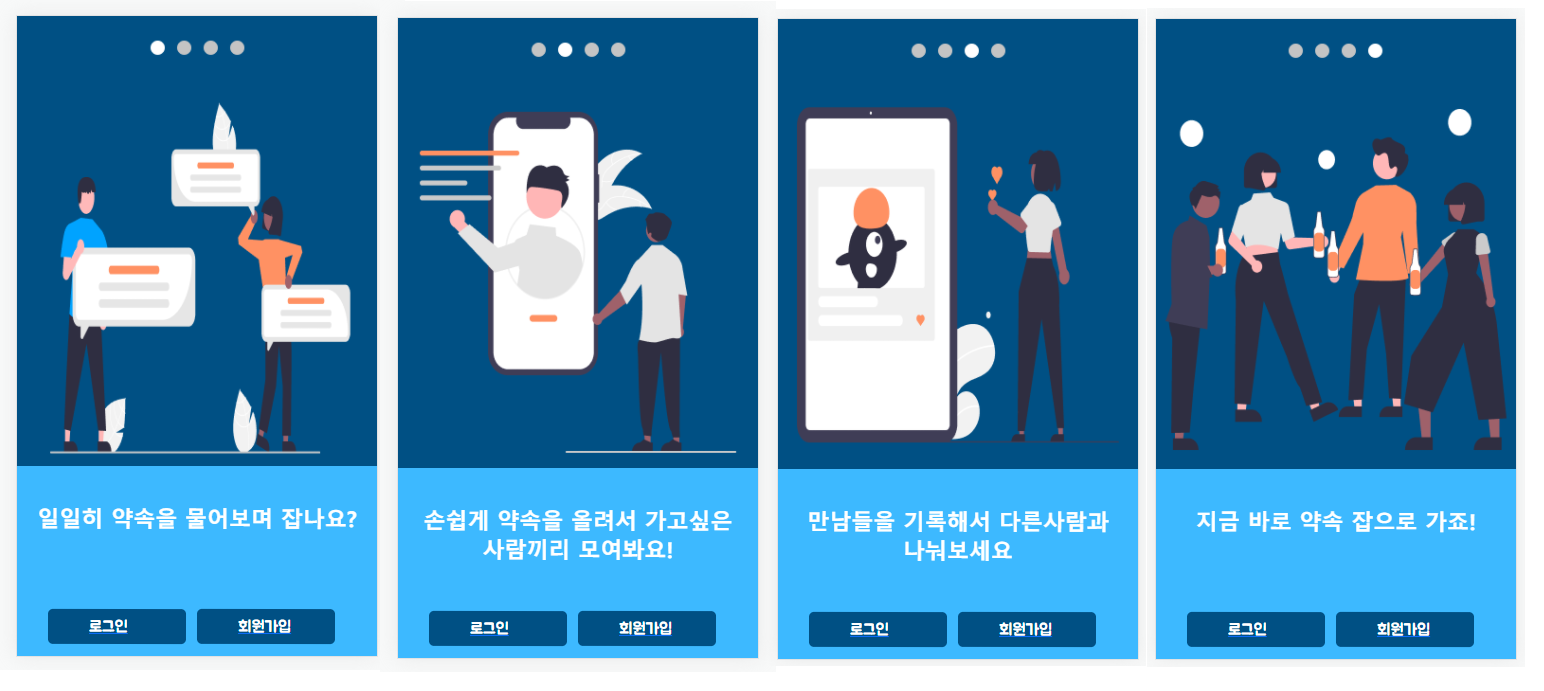 일일히 약속을 물어보며 잡나요?
로그인
회원가입
손쉽게 약속을 올려서 가고싶은
사람끼리 모여봐요!
로그인
회원가입
만남들을 기록해서 다른사람과
나눠보세요
로그인
회원가입
지금 바로 약속 잡으로 가죠!
로그인
회원가입